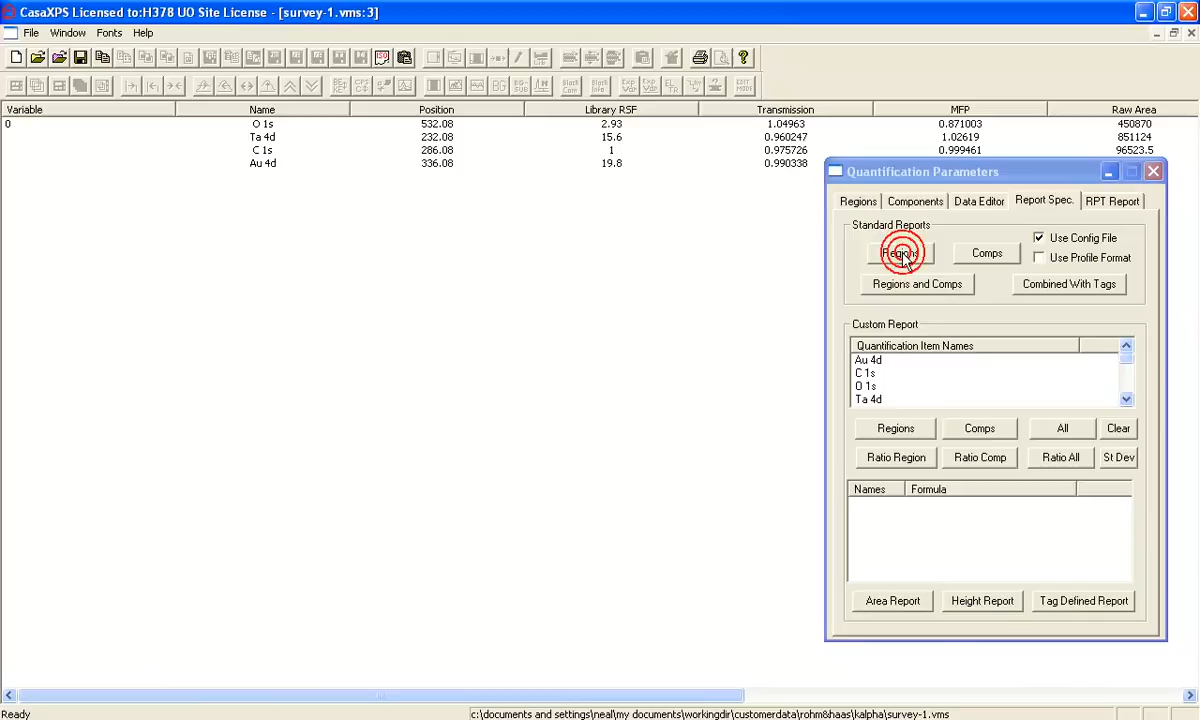 CasaXPS Licensed to:H378 UO Site License - [survey-1.vms:3]
File Window Fonts Help
Variable Name Position Library RSF Transmission MFP Raw Area
0 O 1s 532.08 2.93 1.04963 0.871003 450870
Ta 4d 232.08 15.6 0.960247 1.02619 851124
C 1s 286.08 1 0.975726 0.999461 96523.5
Au 4d 336.08 19.8 0.990338
Quantification Parameters
Regions Components Data Editor Report Spec. RPT Report
Standard Reports
Regions Comps Use Config File
Use Profile Format
Regions and Comps Combined With Tags
Custom Report
Quantification Item Names
Au 4d
C 1s
O 1s
Ta 4d
Regions Comps All Clear
Ratio Region Ratio Comp Ratio All St Dev
Names Formula
Area Report Height Report Tag Defined Report
Ready c:\documents and settings\neal\my documents\workingdir\customerdata\rohm&haas\kalpha\survey-1.vms